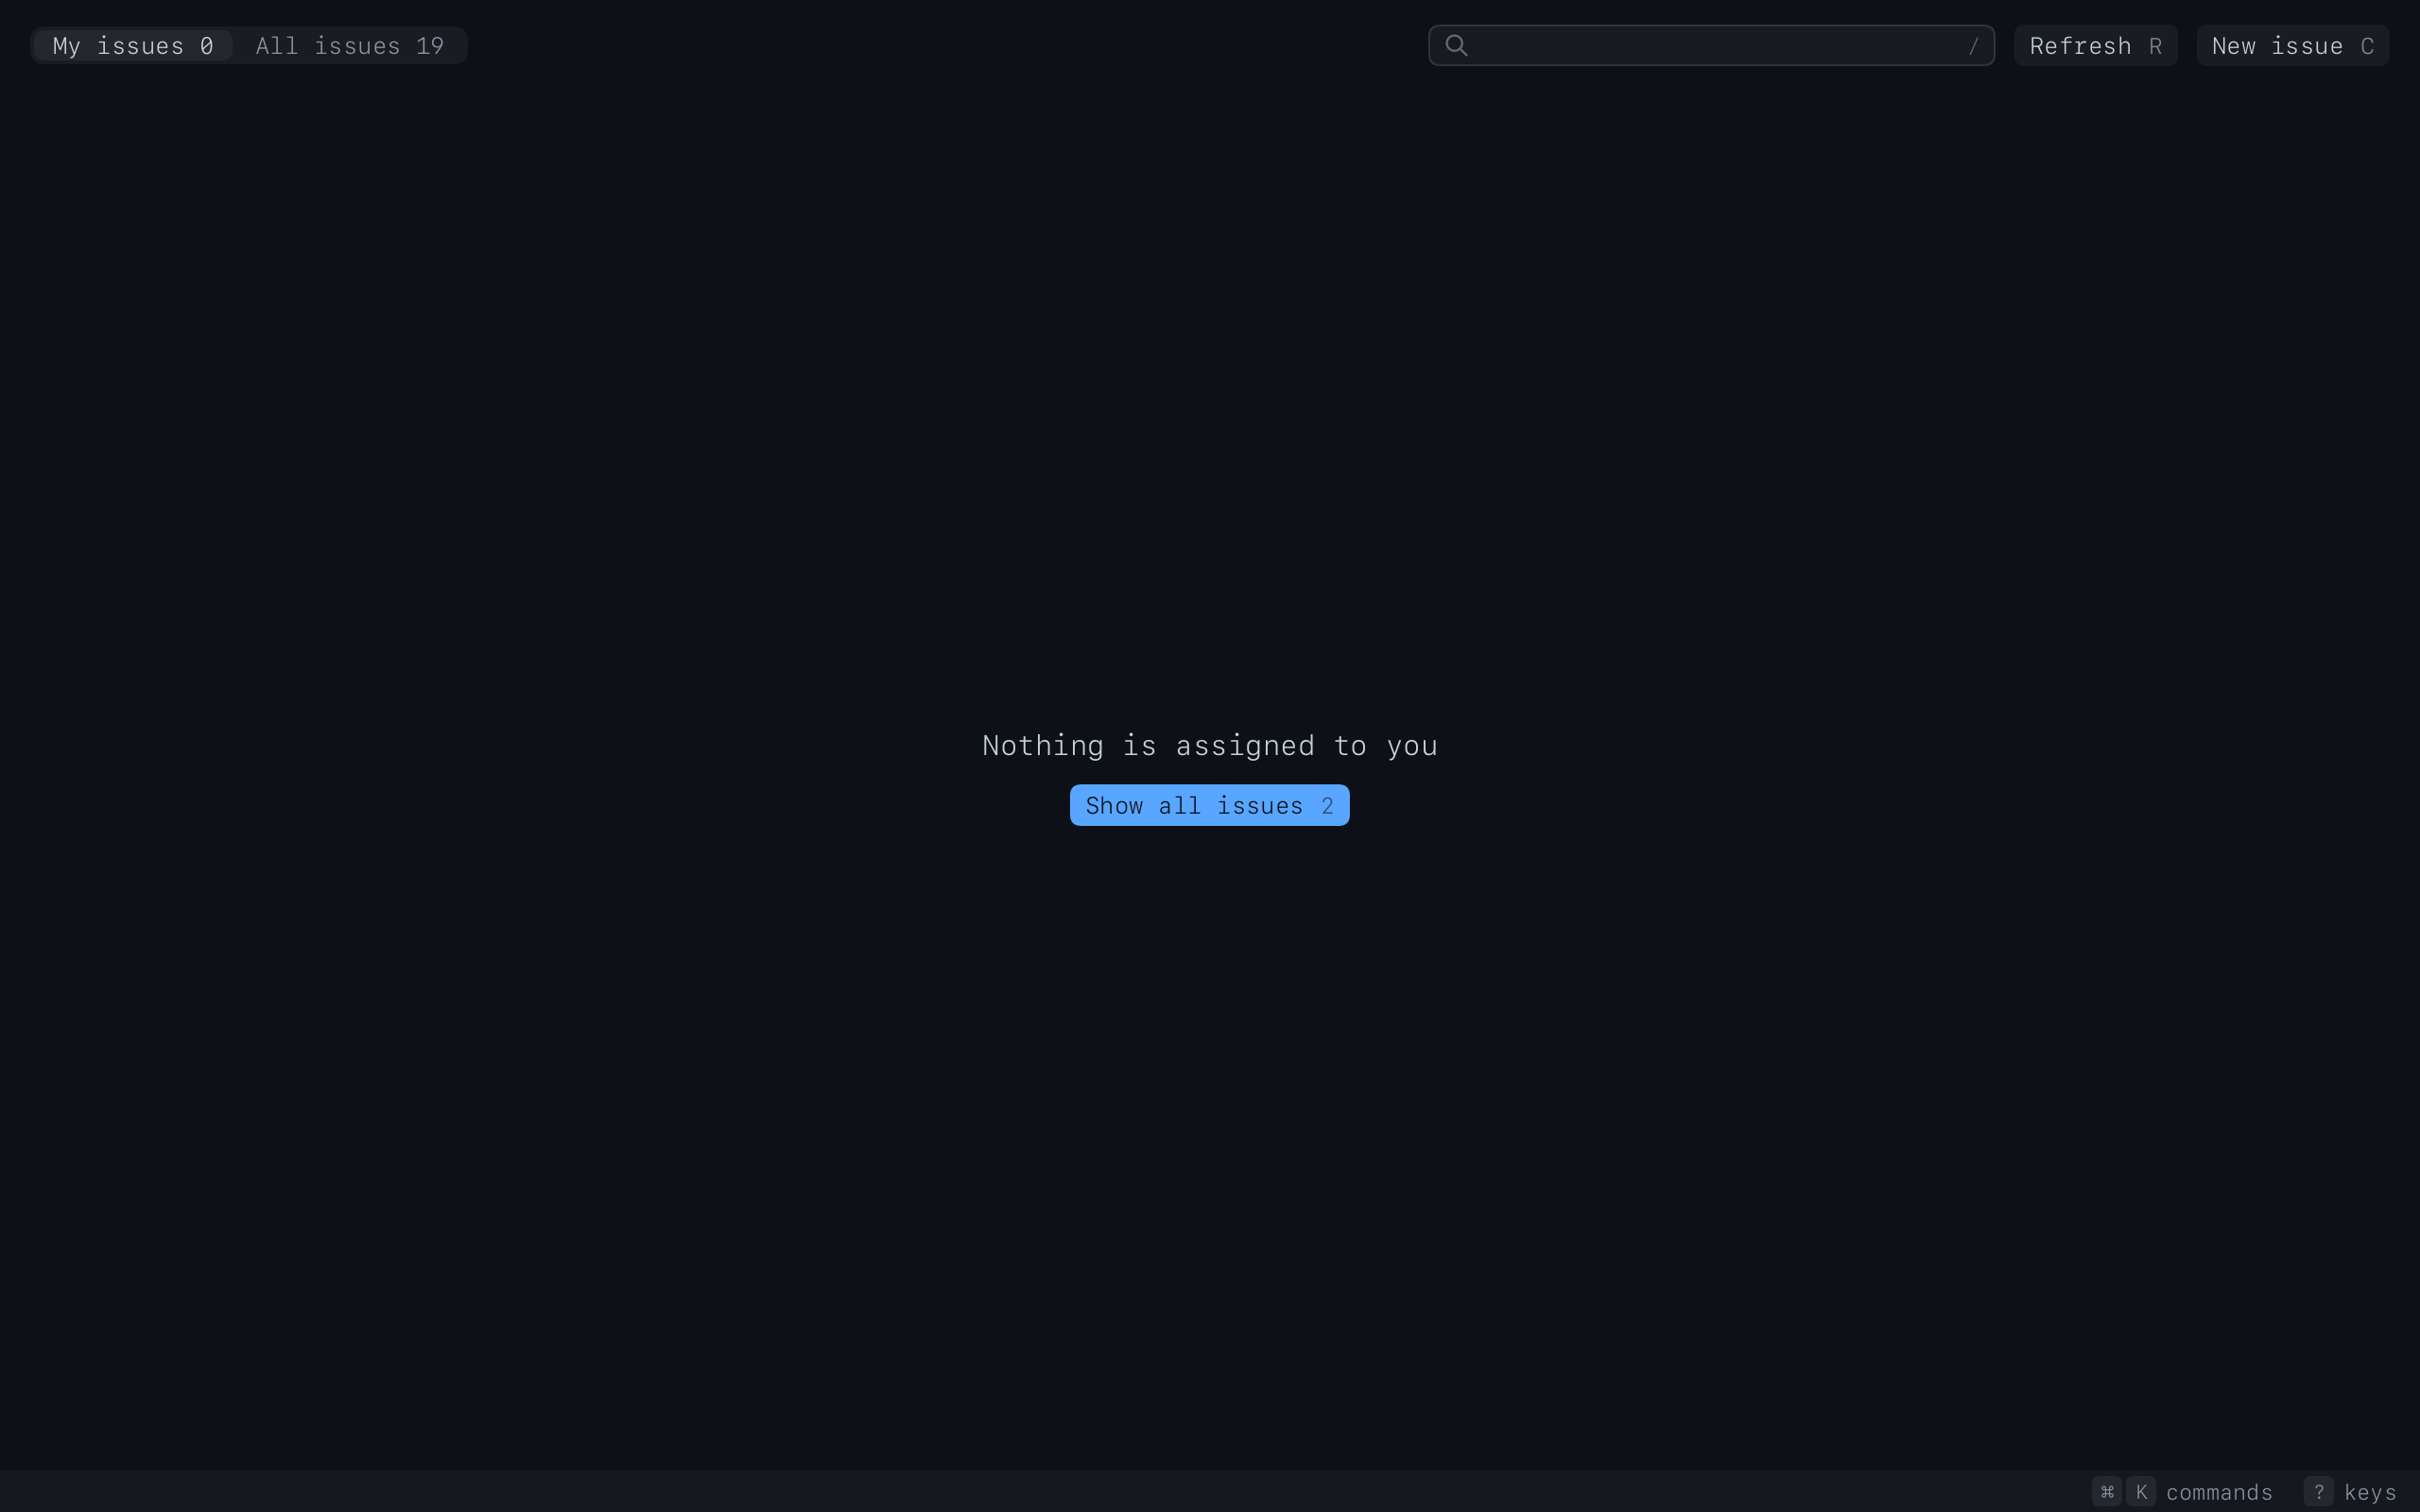 My issues 0 All issues 19 / Refresh R New issue C
Nothing is assigned to you
Show all issues 2
⌘ K commands ? keys